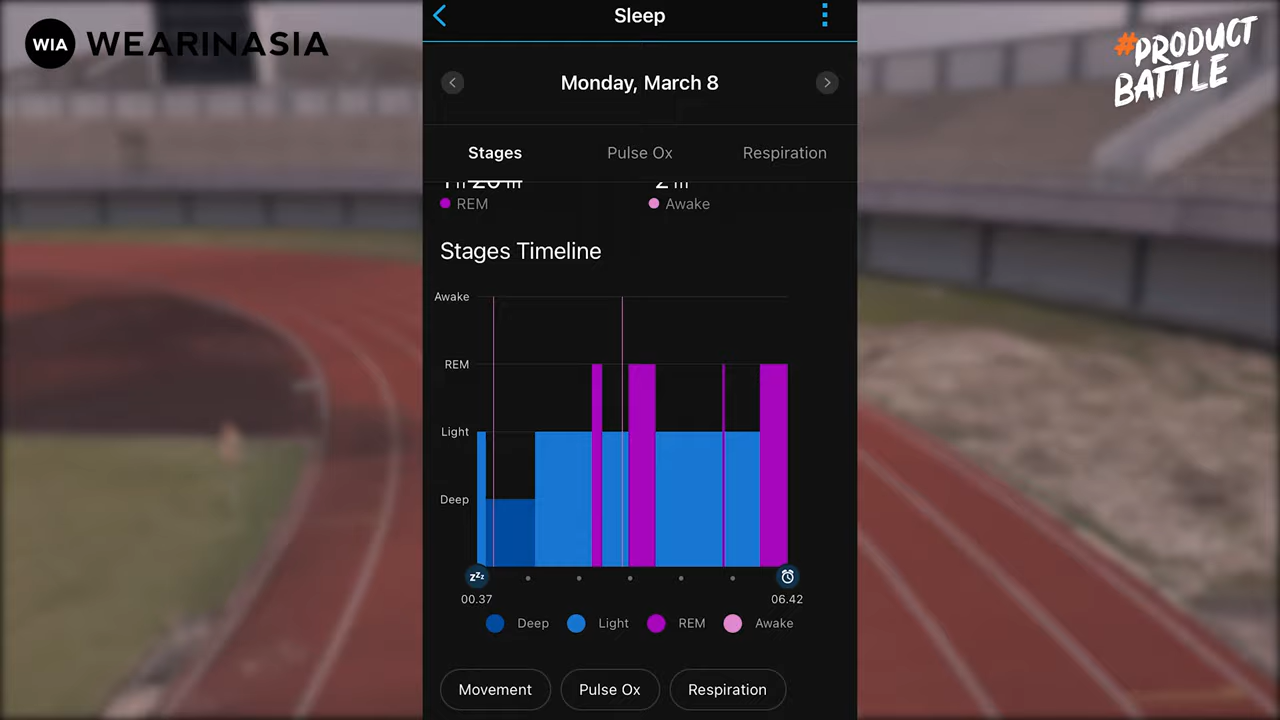 WIA WEARINASIA
#PRODUCT
BATTLE
Sleep
Monday, March 8
Stages Pulse Ox Respiration
REM Awake
Stages Timeline
Awake
REM
Light
Deep
zzz
00.37 06.42
Deep Light REM Awake
Movement Pulse Ox Respiration